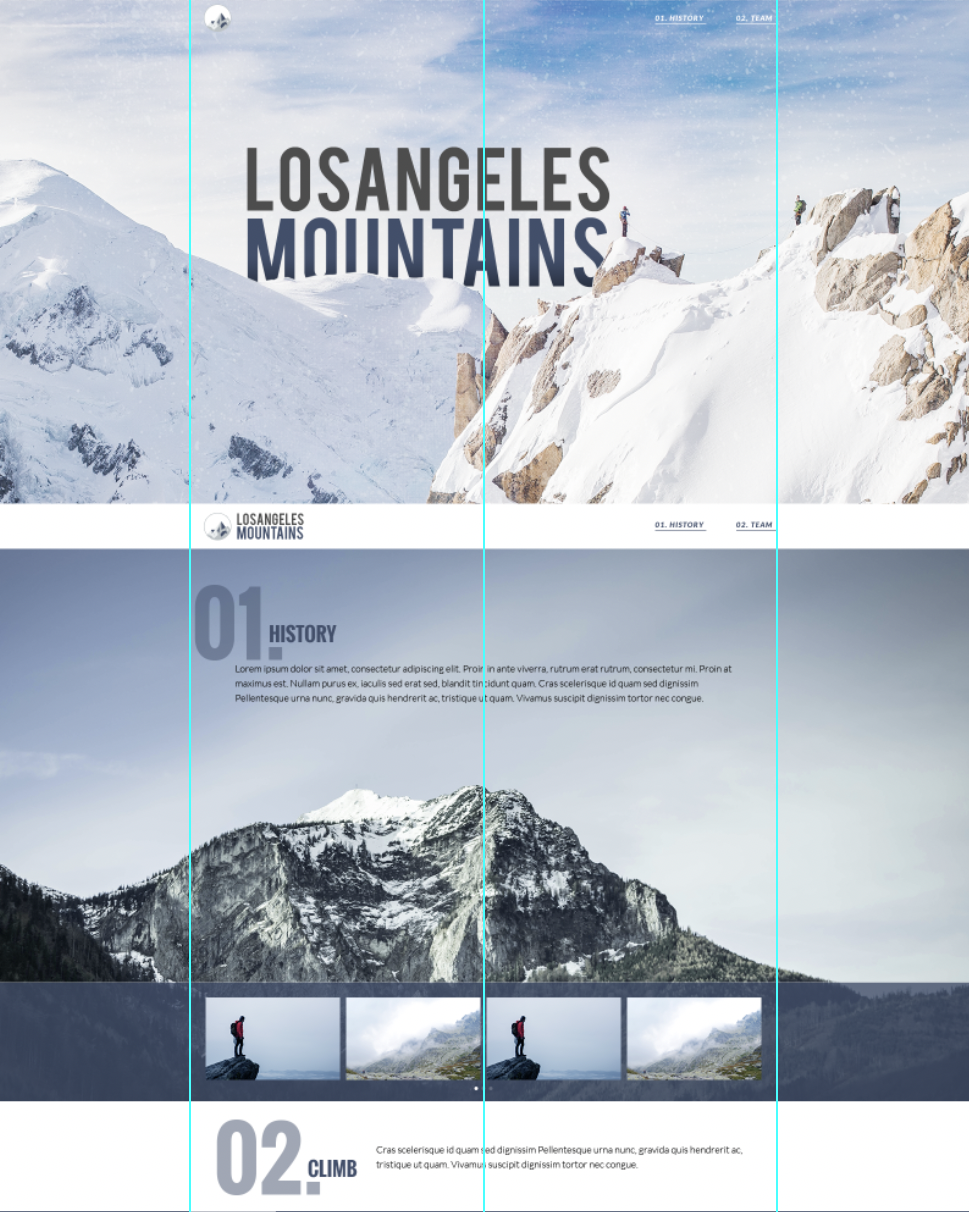 01. HISTORY 02. TEAM
LOSANGELES
MOUNTAINS
LOSANGELES
MOUNTAINS
01. HISTORY 02. TEAM
01.
HISTORY
Lorem ipsum dolor sit amet, consectetur adipiscing elit. Proin in ante viverra, rutrum erat rutrum, consectetur mi. Proin at
maximus est. Nullam purus ex, iaculis sed erat sed, blandit tincidunt quam. Cras scelerisque id quam sed dignissim
Pellentesque urna nunc, gravida quis hendrerit ac, tristique ut quam. Vivamus suscipit dignissim tortor nec congue.
02.
CLIMB
Cras scelerisque id quam sed dignissim Pellentesque urna nunc, gravida quis hendrerit ac,
tristique ut quam. Vivamus suscipit dignissim tortor nec congue.